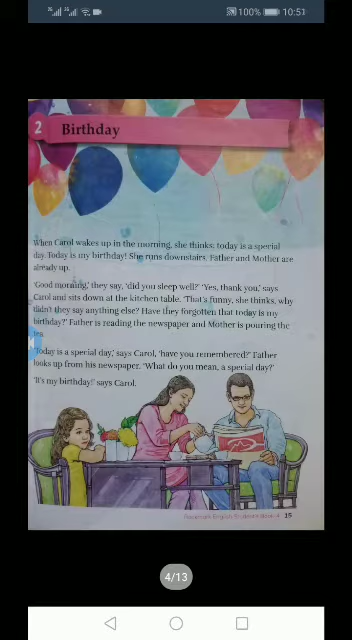 100% 10:51
2 Birthday
When Carol wakes up in the morning, she thinks: today is a special
day. Today is my birthday! She runs downstairs. Father and Mother are
already up.
'Good morning,' they say, 'did you sleep well?' 'Yes, thank you,' says
Carol and sits down at the kitchen table. 'That's funny, she thinks, why
didn't they say anything else? Have they forgotten that today is my
birthday?' Father is reading the newspaper and Mother is pouring the
tea.
'Today is a special day,' says Carol, 'have you remembered?' Father
looks up from his newspaper. 'What do you mean, a special day?'
'It's my birthday!' says Carol.
English Student's Book 4 15
4/13